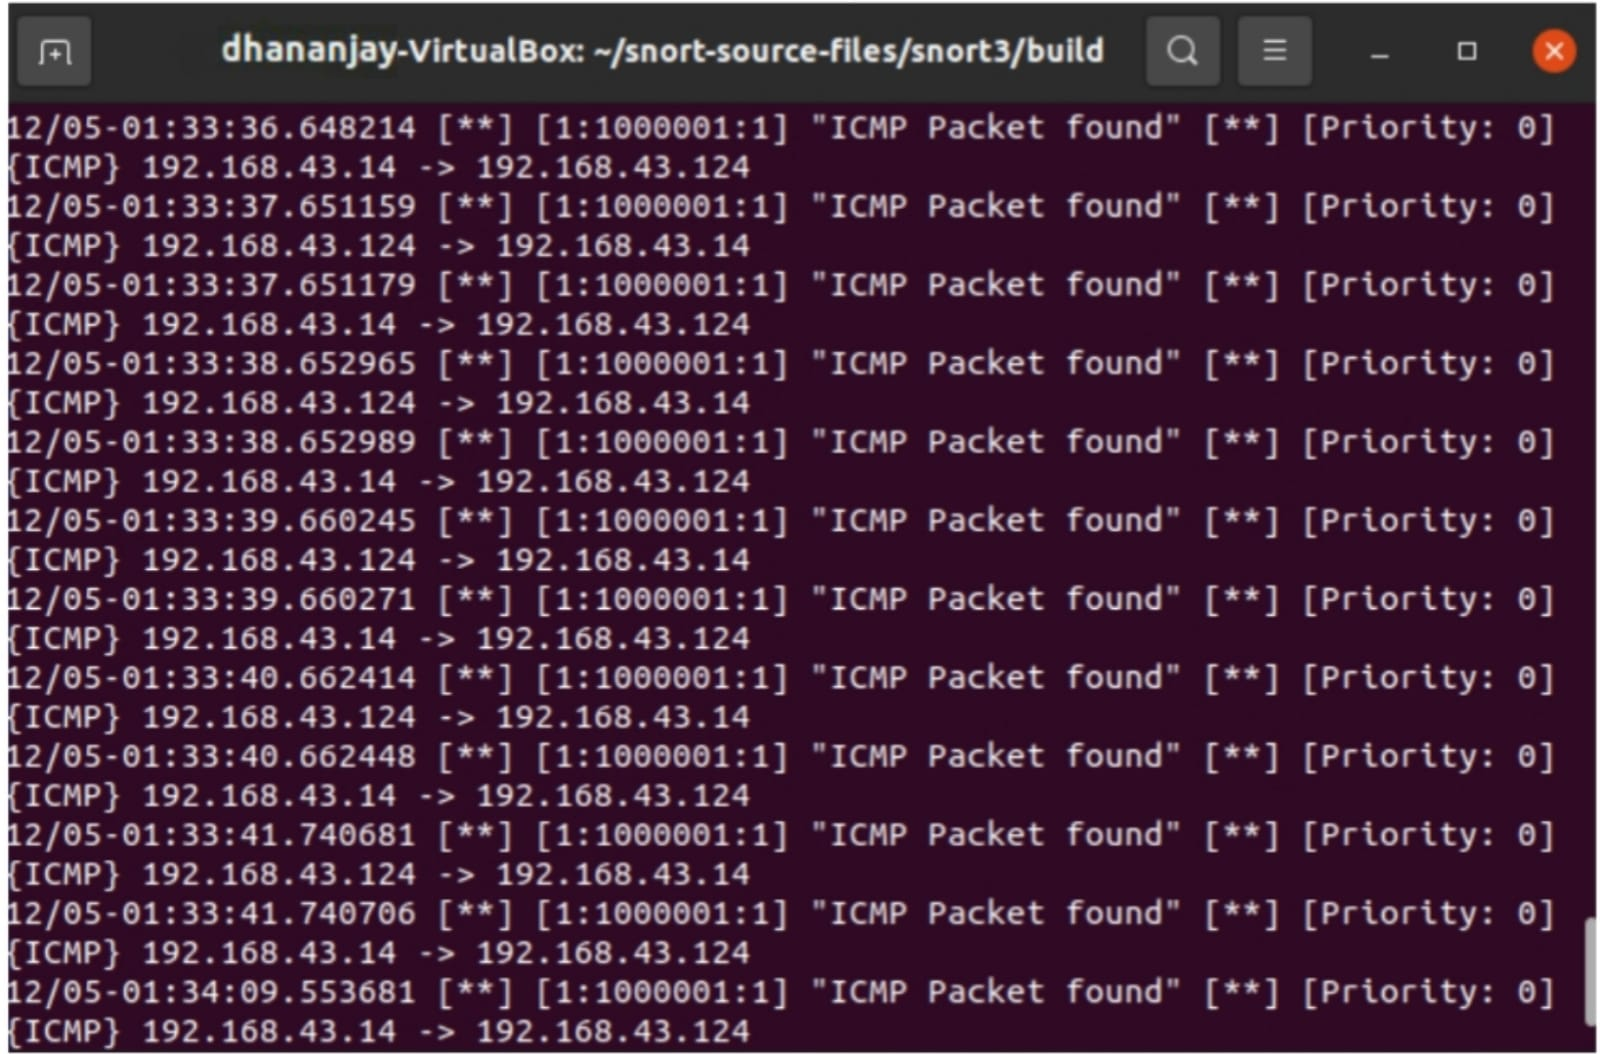 dhananjay-VirtualBox: ~/snort-source-files/snort3/build
12/05-01:33:36.648214 [**] [1:1000001:1] "ICMP Packet found" [**] [Priority: 0]
{ICMP} 192.168.43.14 -> 192.168.43.124
12/05-01:33:37.651159 [**] [1:1000001:1] "ICMP Packet found" [**] [Priority: 0]
{ICMP} 192.168.43.124 -> 192.168.43.14
12/05-01:33:37.651179 [**] [1:1000001:1] "ICMP Packet found" [**] [Priority: 0]
{ICMP} 192.168.43.14 -> 192.168.43.124
12/05-01:33:38.652965 [**] [1:1000001:1] "ICMP Packet found" [**] [Priority: 0]
{ICMP} 192.168.43.124 -> 192.168.43.14
12/05-01:33:38.652989 [**] [1:1000001:1] "ICMP Packet found" [**] [Priority: 0]
{ICMP} 192.168.43.14 -> 192.168.43.124
12/05-01:33:39.660245 [**] [1:1000001:1] "ICMP Packet found" [**] [Priority: 0]
{ICMP} 192.168.43.124 -> 192.168.43.14
12/05-01:33:39.660271 [**] [1:1000001:1] "ICMP Packet found" [**] [Priority: 0]
{ICMP} 192.168.43.14 -> 192.168.43.124
12/05-01:33:40.662414 [**] [1:1000001:1] "ICMP Packet found" [**] [Priority: 0]
{ICMP} 192.168.43.124 -> 192.168.43.14
12/05-01:33:40.662448 [**] [1:1000001:1] "ICMP Packet found" [**] [Priority: 0]
{ICMP} 192.168.43.14 -> 192.168.43.124
12/05-01:33:41.740681 [**] [1:1000001:1] "ICMP Packet found" [**] [Priority: 0]
{ICMP} 192.168.43.124 -> 192.168.43.14
12/05-01:33:41.740706 [**] [1:1000001:1] "ICMP Packet found" [**] [Priority: 0]
{ICMP} 192.168.43.14 -> 192.168.43.124
12/05-01:34:09.553681 [**] [1:1000001:1] "ICMP Packet found" [**] [Priority: 0]
{ICMP} 192.168.43.14 -> 192.168.43.124